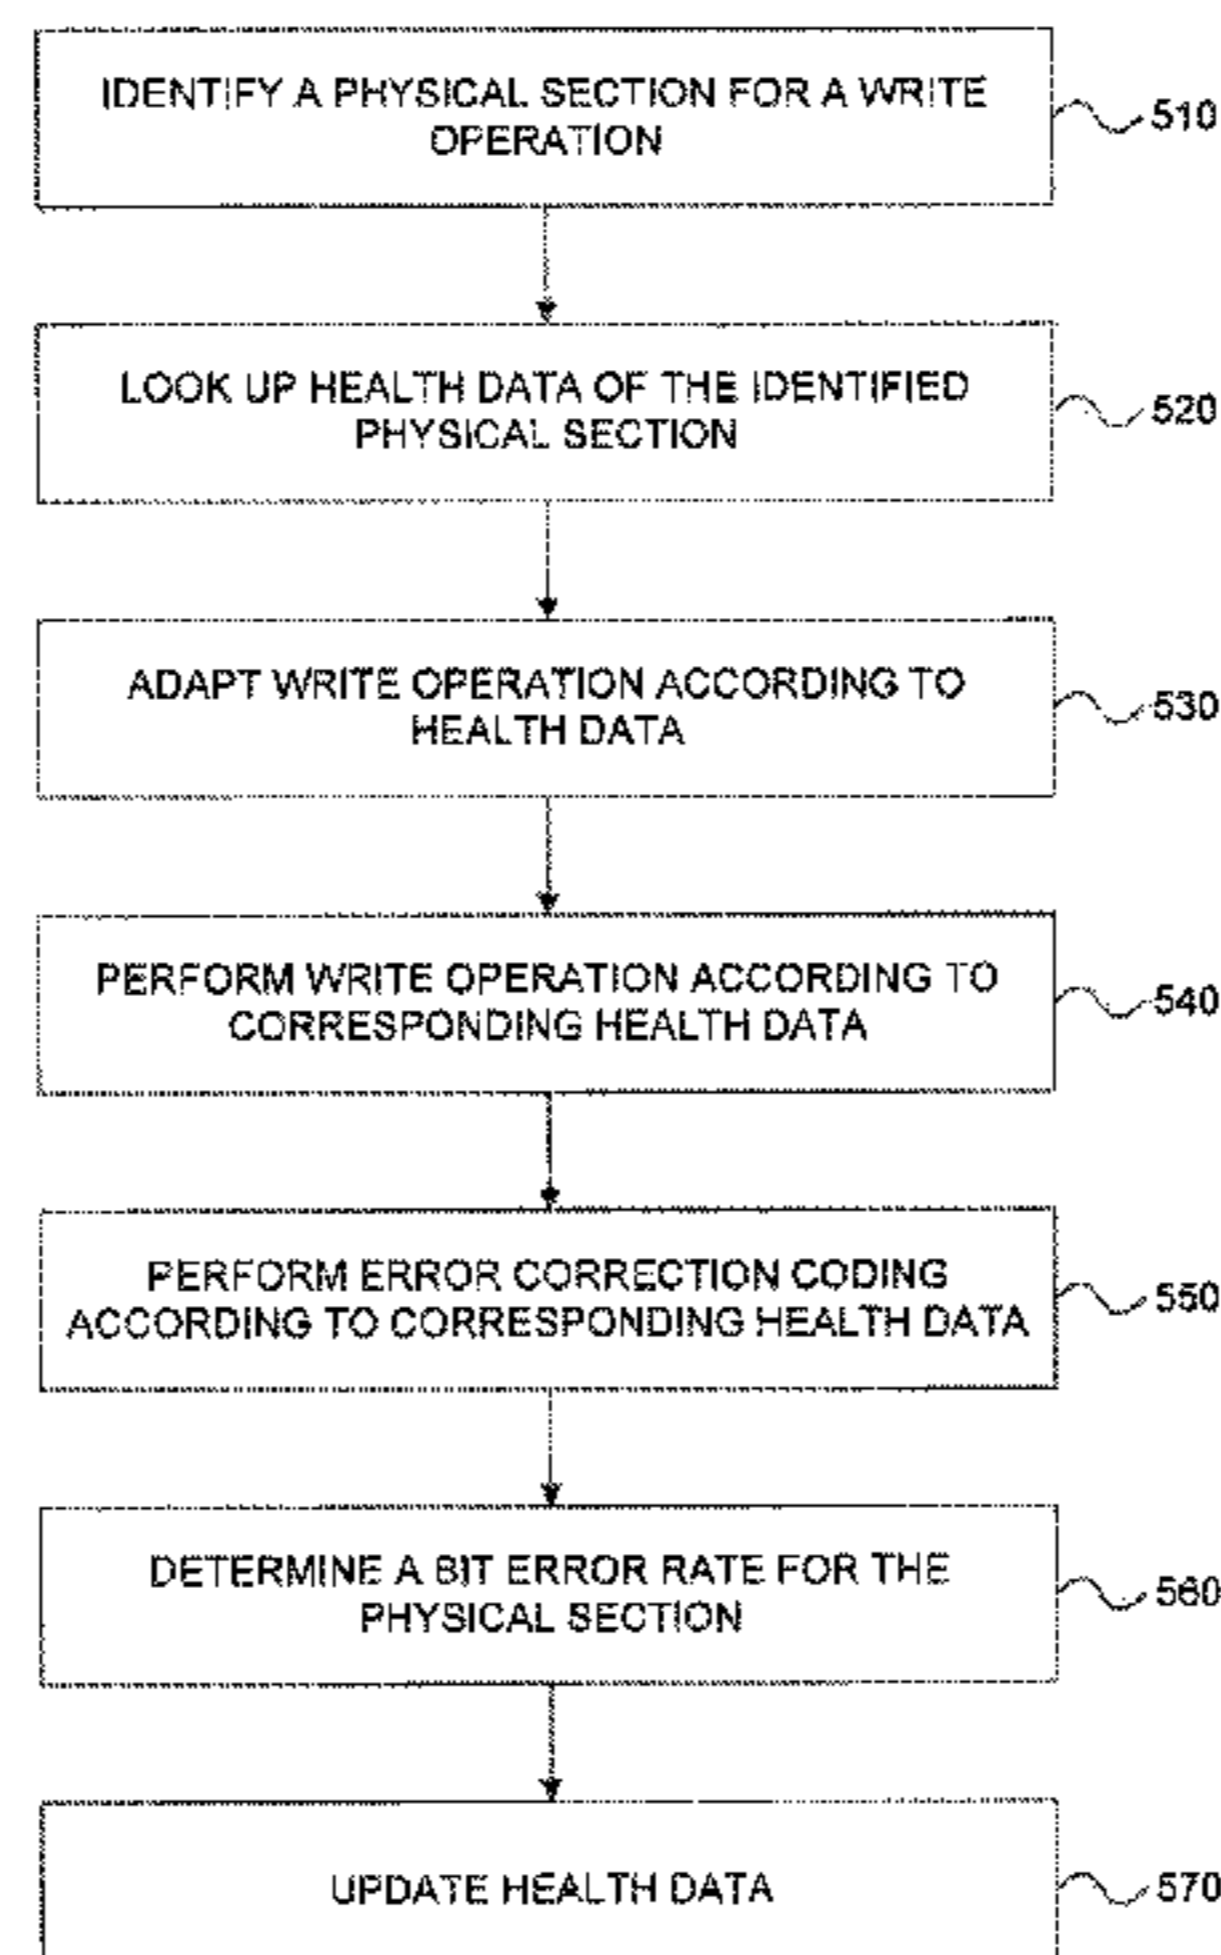 IDENTIFY A PHYSICAL SECTION FOR A WRITE
OPERATION
510
LOOK UP HEALTH DATA OF THE IDENTIFIED
PHYSICAL SECTION
520
ADAPT WRITE OPERATION ACCORDING TO
HEALTH DATA
530
PERFORM WRITE OPERATION ACCORDING TO
CORRESPONDING HEALTH DATA
540
PERFORM ERROR CORRECTION CODING
ACCORDING TO CORRESPONDING HEALTH DATA
550
DETERMINE A BIT ERROR RATE FOR THE
PHYSICAL SECTION
560
UPDATE HEALTH DATA
570